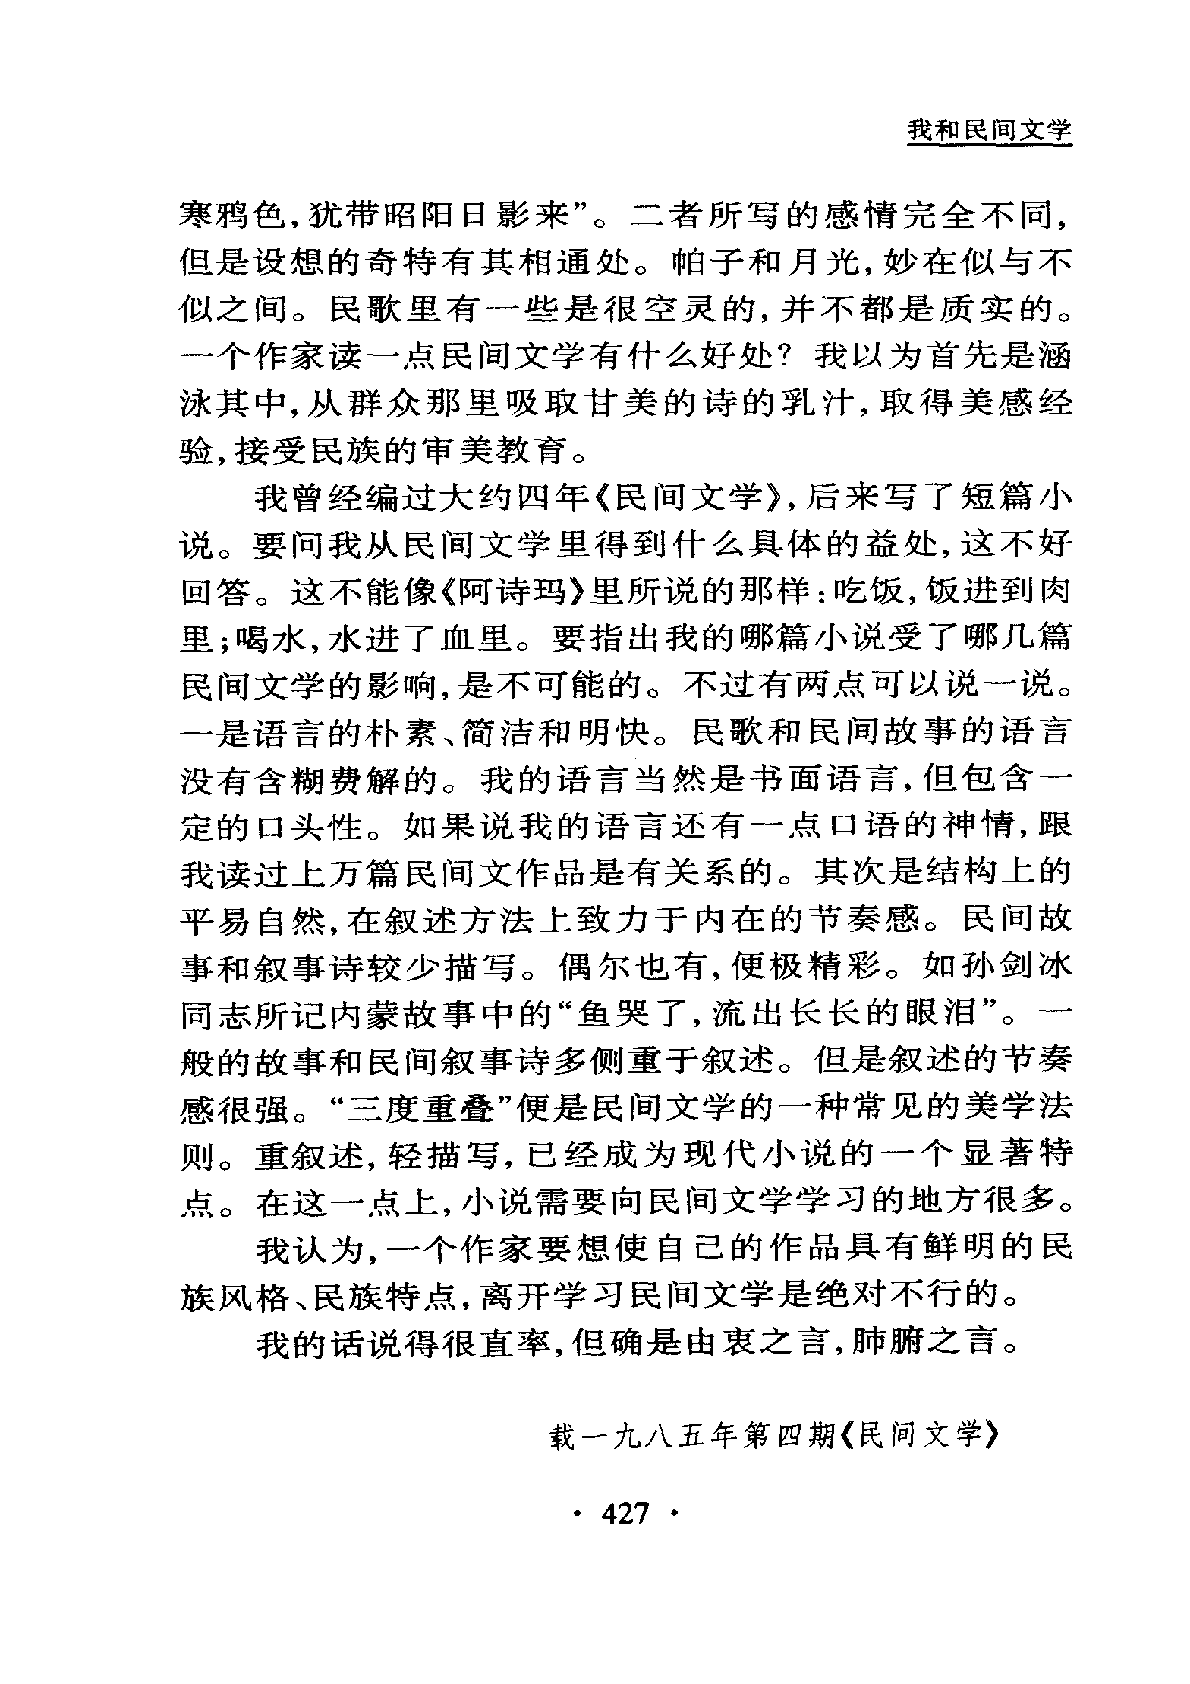 我和民间文学
寒鸦色,犹带昭阳日影来”。二者所写的感情完全不同,
但是设想的奇特有其相通处。帕子和月光,妙在似与不
似之间。民歌里有一些是很空灵的,并不都是质实的。
一个作家读一点民间文学有什么好处?我以为首先是涵
泳其中,从群众那里吸取甘美的诗的乳汁,取得美感经
验,接受民族的审美教育。
我曾经编过大约四年《民间文学》,后来写了短篇小
说。要问我从民间文学里得到什么具体的益处,这不好
回答。这不能像《阿诗玛》里所说的那样:吃饭,饭进到肉
里;喝水,水进了血里。要指出我的哪篇小说受了哪几篇
民间文学的影响,是不可能的。不过有两点可以说一说。
一是语言的朴素、简洁和明快。民歌和民间故事的语言
没有含糊费解的。我的语言当然是书面语言,但包含一
定的口头性。如果说我的语言还有一点口语的神情,跟
我读过上万篇民间文作品是有关系的。其次是结构上的
平易自然,在叙述方法上致力于内在的节奏感。民间故
事和叙事诗较少描写。偶尔也有,便极精彩。如孙剑冰
同志所记内蒙故事中的“鱼哭了,流出长长的眼泪”。一
般的故事和民间叙事诗多侧重于叙述。但是叙述的节奏
感很强。“三度重叠”便是民间文学的一种常见的美学法
则。重叙述,轻描写,已经成为现代小说的一个显著特
点。在这一点上,小说需要向民间文学学习的地方很多。
我认为,一个作家要想使自己的作品具有鲜明的民
族风格、民族特点,离开学习民间文学是绝对不行的。
我的话说得很直率,但确是由衷之言,肺腑之言。
载一九八五年第四期《民间文学》
· 427 ·